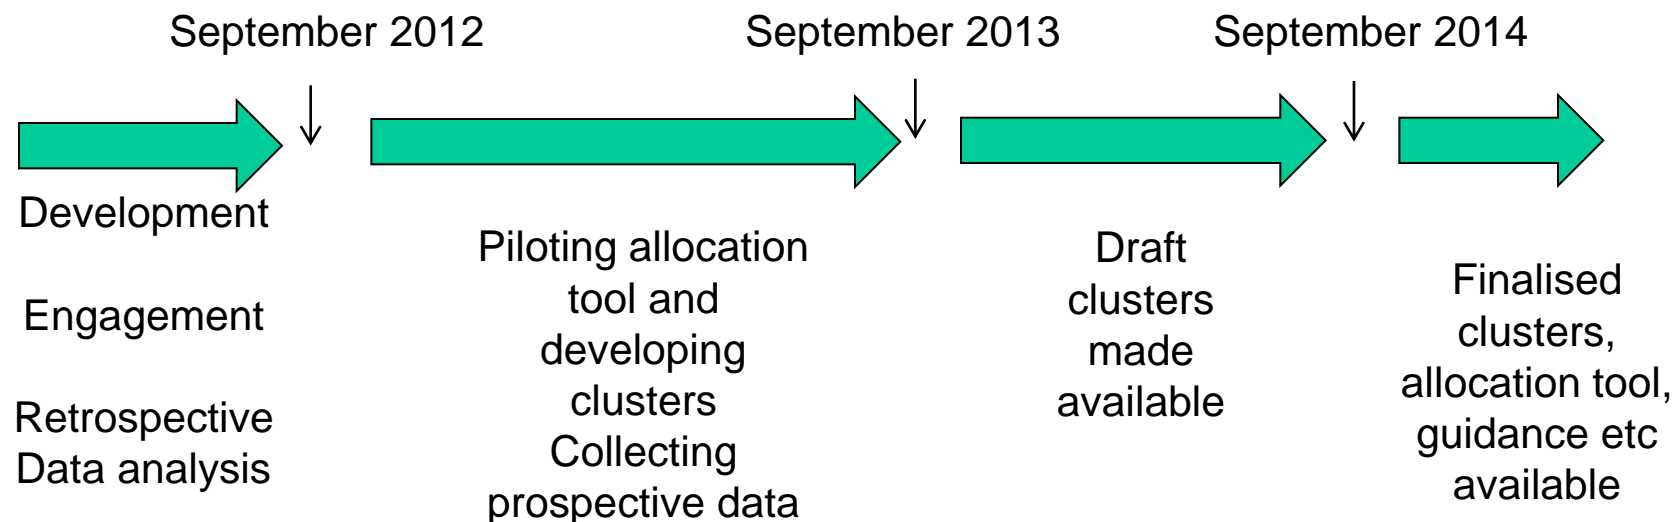 September 2012
September 2013
September 2014
Development
Engagement
Retrospective
Data analysis
Piloting allocation
tool and
developing
clusters
Collecting
prospective data
Draft
clusters
made
available
Finalised
clusters,
allocation tool,
guidance etc
available